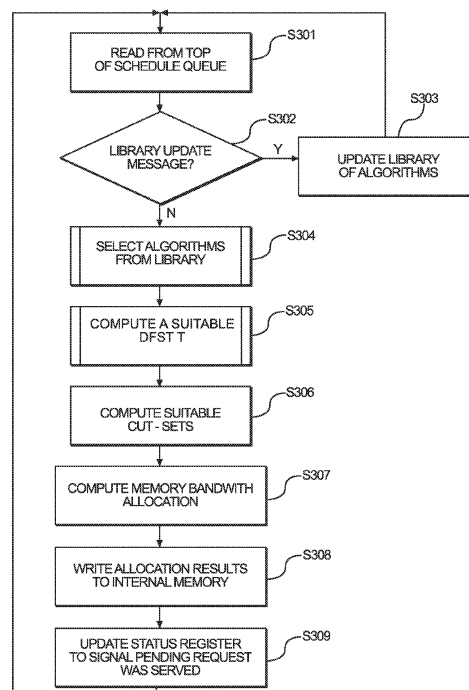 READ FROM TOP
OF SCHEDULE QUEUE
S301
LIBRARY UPDATE
MESSAGE?
S302
Y
N
UPDATE LIBRARY
OF ALGORITHMS
S303
SELECT ALGORITHMS
FROM LIBRARY
S304
COMPUTE A SUITABLE
DFST T
S305
COMPUTE SUITABLE
CUT - SETS
S306
COMPUTE MEMORY BANDWITH
ALLOCATION
S307
WRITE ALLOCATION RESULTS
TO INTERNAL MEMORY
S308
UPDATE STATUS REGISTER
TO SIGNAL PENDING REQUEST
WAS SERVED
S309